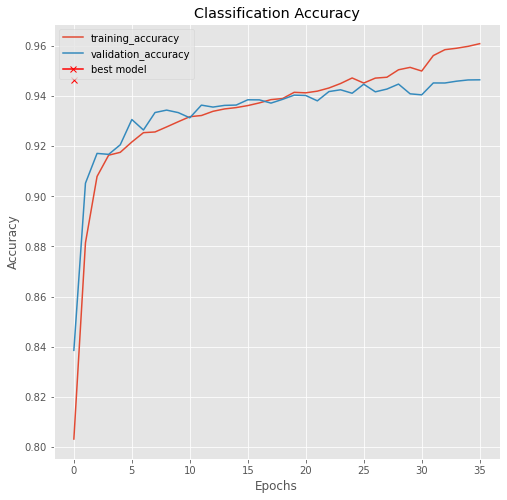 Classification Accuracy
training_accuracy
validation_accuracy
best model
0.96
0.94
0.92
0.90
0.88
0.86
0.84
0.82
0.80
Accuracy
0 5 10 15 20 25 30 35
Epochs